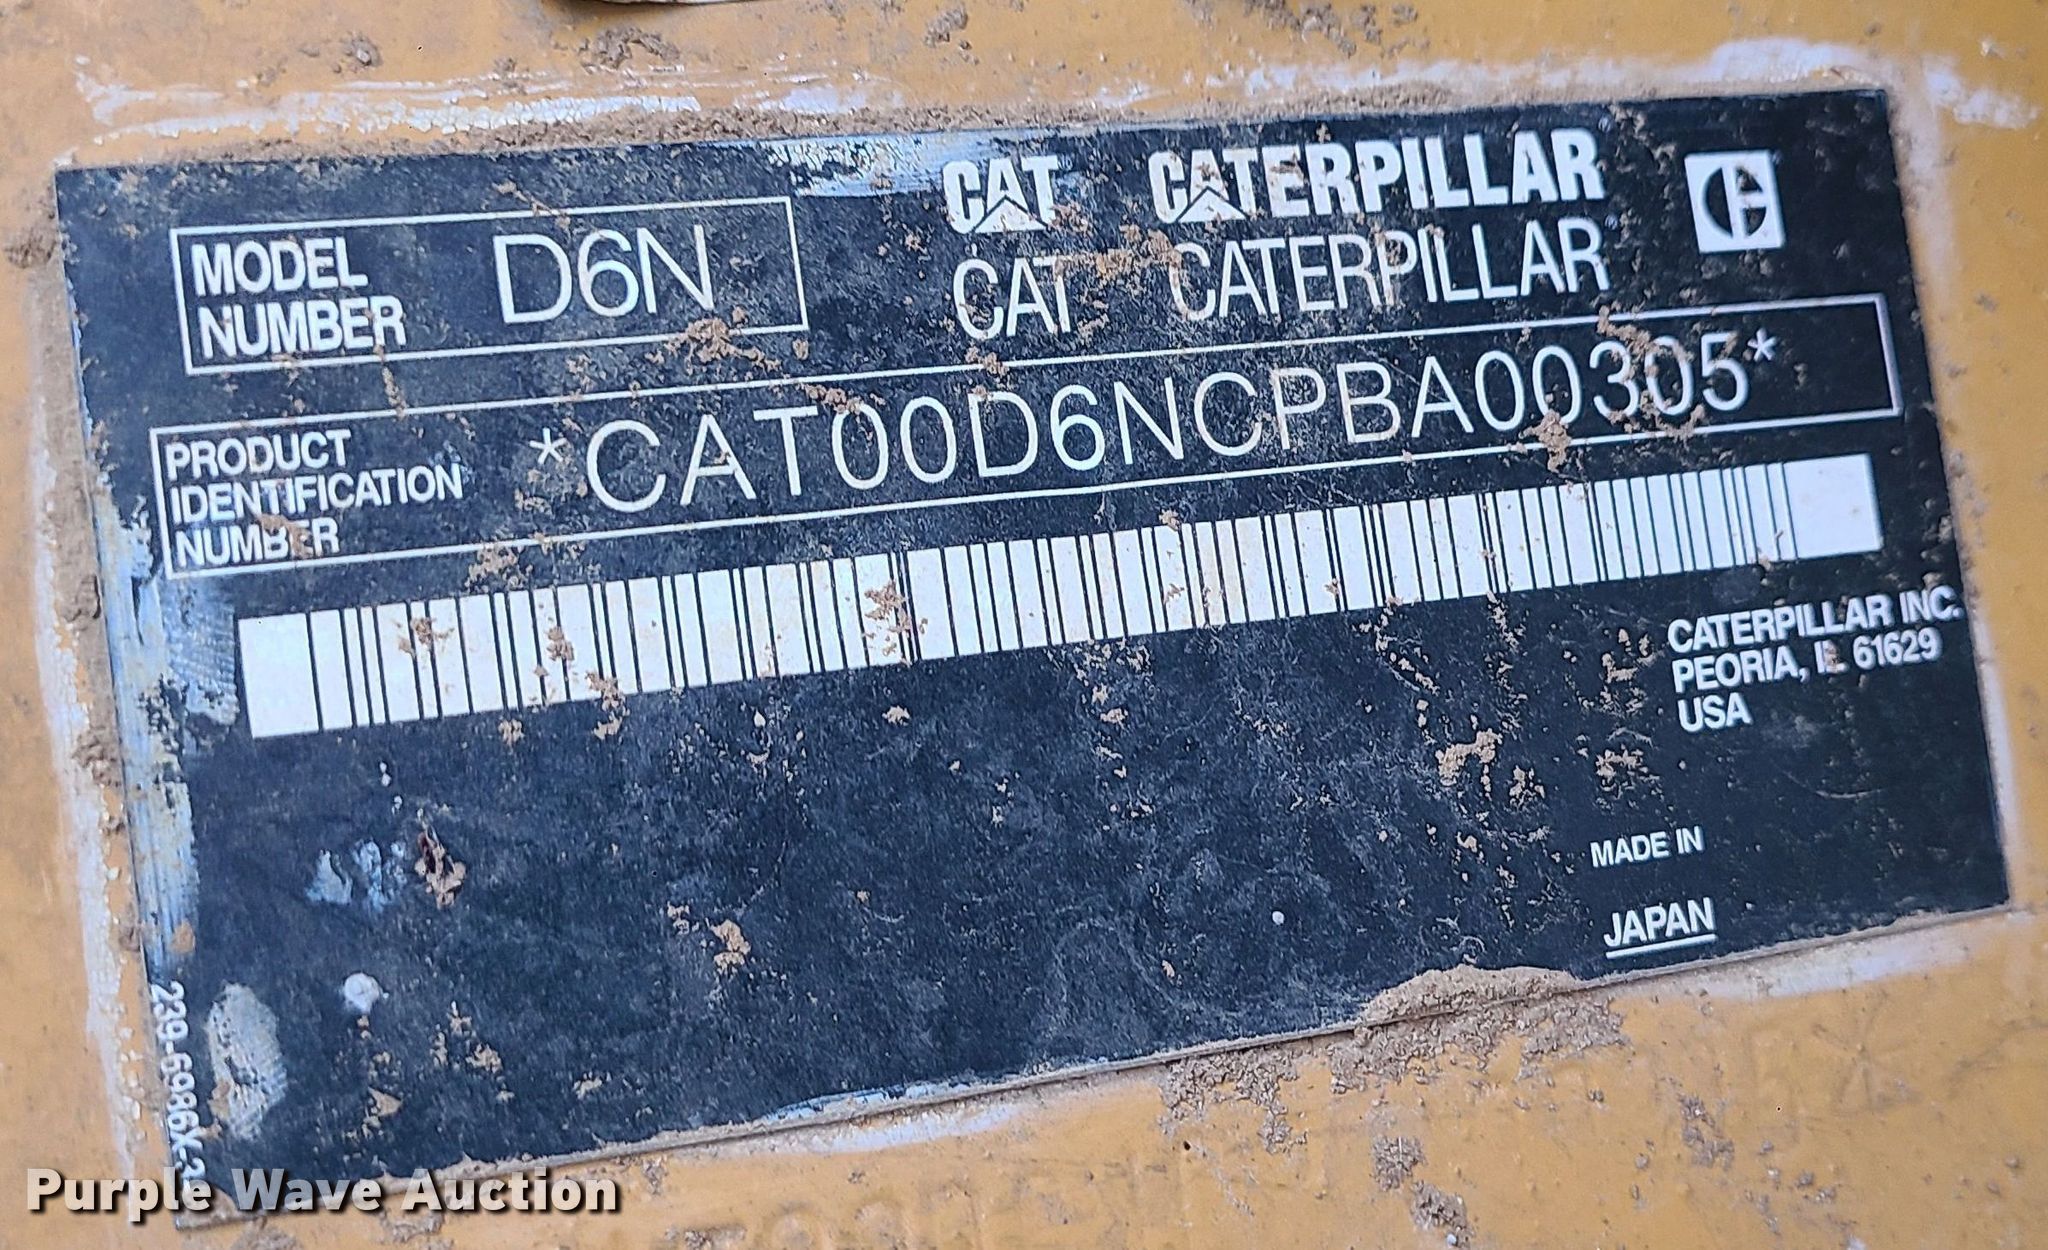 MODEL
NUMBER
D6N
CAT CATERPILLAR
CAT CATERPILLAR
PRODUCT
IDENTIFICATION
NUMBER
*CAT00D6NCPBA00305*
CATERPILLAR INC.
PEORIA, IL 61629
USA
MADE IN
JAPAN
Purple Wave Auction